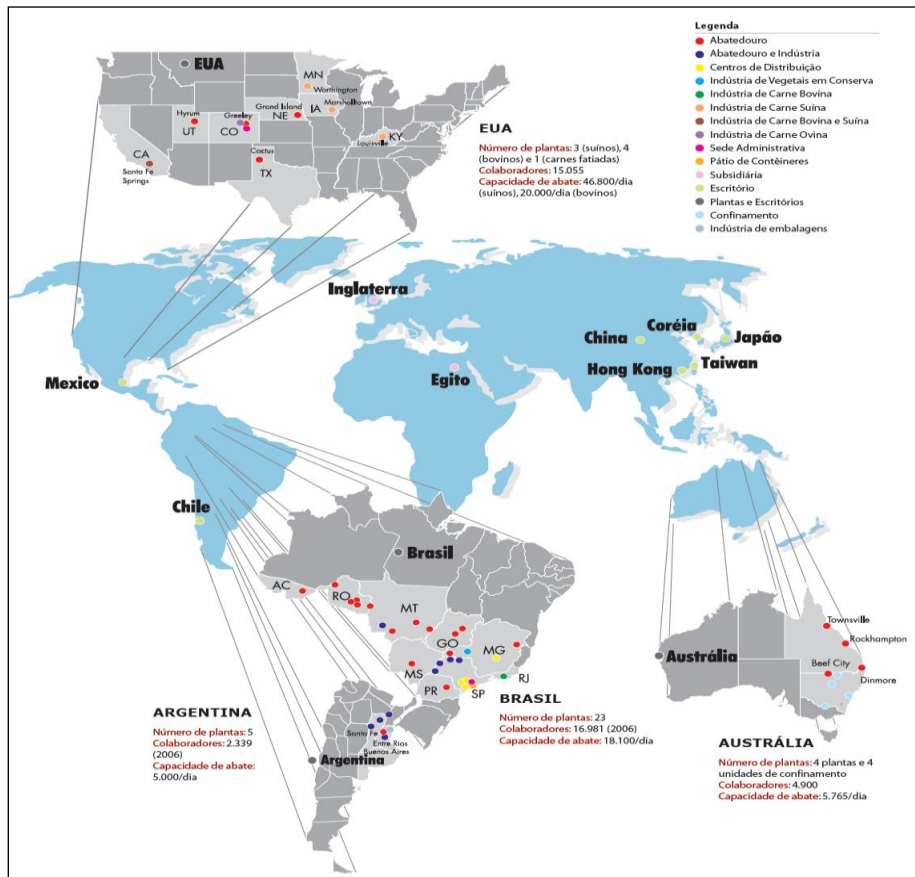 Legenda
Abatedouro
Abatedouro e Indústria
Centros de Distribuição
Indústria de Vegetais em Conserva
Indústria de Carne Bovina
Indústria de Carne Suína
Indústria de Carne Bovina e Suína
Indústria de Carne Ovina
Sede Administrativa
Pátio de Contêineres
Subsidiária
Escritório
Plantas e Escritórios
Confinamento
Indústria de embalagens
EUA
MN
Worthington
IA
Marshalltown
Grand Island
NE
Hyrum
UT
Greeley
CO
KY
Louisville
CA
Santa Fe
Springs
Cactus
TX
EUA
Número de plantas: 3 (suínos), 4
(bovinos) e 1 (carnes fatiadas)
Colaboradores: 15.055
Capacidade de abate: 46.800/dia
(suínos), 20.000/dia (bovinos)
Inglaterra
China
Coréia
Japão
Hong Kong
Taiwan
Mexico
Egito
Chile
Brasil
AC
RO
MT
GO
MG
MS
RJ
PR
SP
BRASIL
Número de plantas: 23
Colaboradores: 16.981 (2006)
Capacidade de abate: 18.100/dia
ARGENTINA
Número de plantas: 5
Colaboradores: 2.339
(2006)
Capacidade de abate:
5.000/dia
Santa Fe
Entre Rios
Buenos Aires
Argentina
Townsville
Rockhampton
Austrália
Beef City
Dinmore
AUSTRÁLIA
Número de plantas: 4 plantas e 4
unidades de confinamento
Colaboradores: 4.900
Capacidade de abate: 5.765/dia